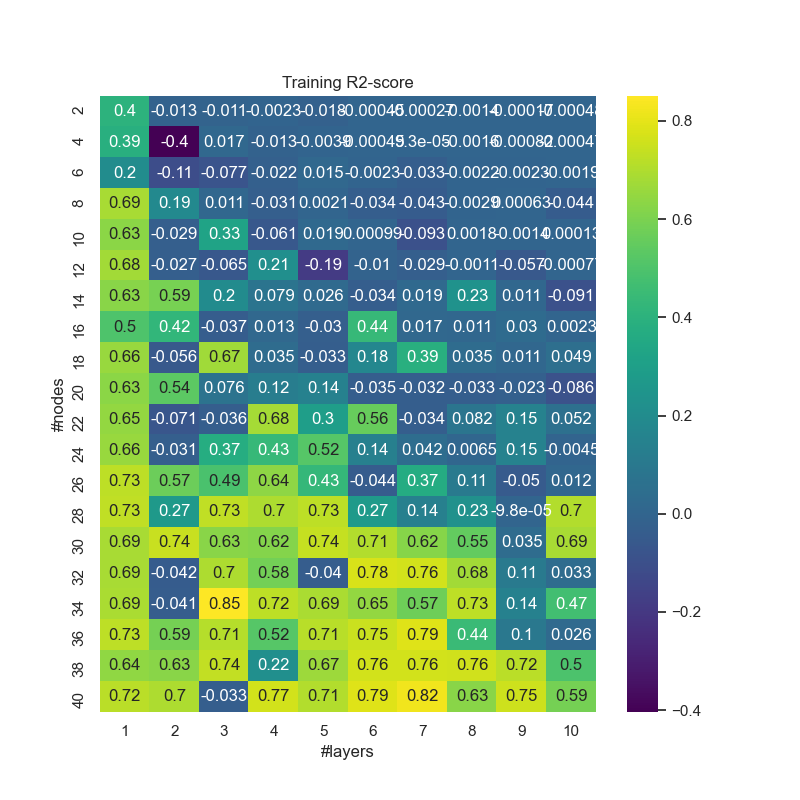 Training R2-score
#nodes
2 0.4 -0.013 -0.011 -0.0023 -0.018
4 0.39 -0.4 0.017 -0.013 -0.0039 -0.0016
6 0.2 -0.11 -0.077 -0.022 0.015 -0.0023 -0.033 -0.0022 -0.0023 -0.0019
8 0.69 0.19 0.011 -0.031 0.0021 -0.034 -0.043 -0.0029 0.00063 -0.044
10 0.63 -0.029 0.33 -0.061 0.019 0.00099 -0.093 0.0018 -0.0014 0.00013
12 0.68 -0.027 -0.065 0.21 -0.19 -0.01 -0.029 -0.0011 -0.057
14 0.63 0.59 0.2 0.079 0.026 -0.034 0.019 0.23 0.011 -0.091
16 0.5 0.42 -0.037 0.013 -0.03 0.44 0.017 0.011 0.03 0.0023
18 0.66 -0.056 0.67 0.035 -0.033 0.18 0.39 0.035 0.011 0.049
20 0.63 0.54 0.076 0.12 0.14 -0.035 -0.032 -0.033 -0.023 -0.086
22 0.65 -0.071 -0.036 0.68 0.3 0.56 -0.034 0.082 0.15 0.052
24 0.66 -0.031 0.37 0.43 0.52 0.14 0.042 0.0065 0.15 -0.0045
26 0.73 0.57 0.49 0.64 0.43 -0.044 0.37 0.11 -0.05 0.012
28 0.73 0.27 0.73 0.7 0.73 0.27 0.14 0.23 -9.8e-05 0.7
30 0.69 0.74 0.63 0.62 0.74 0.71 0.62 0.55 0.035 0.69
32 0.69 -0.042 0.7 0.58 -0.04 0.78 0.76 0.68 0.11 0.033
34 0.69 -0.041 0.85 0.72 0.69 0.65 0.57 0.73 0.14 0.47
36 0.73 0.59 0.71 0.52 0.71 0.75 0.79 0.44 0.1 0.026
38 0.64 0.63 0.74 0.22 0.67 0.76 0.76 0.76 0.72 0.5
40 0.72 0.7 -0.033 0.77 0.71 0.79 0.82 0.63 0.75 0.59
1 2 3 4 5 6 7 8 9 10
#layers
0.8
0.6
0.4
0.2
0.0
−0.2
−0.4